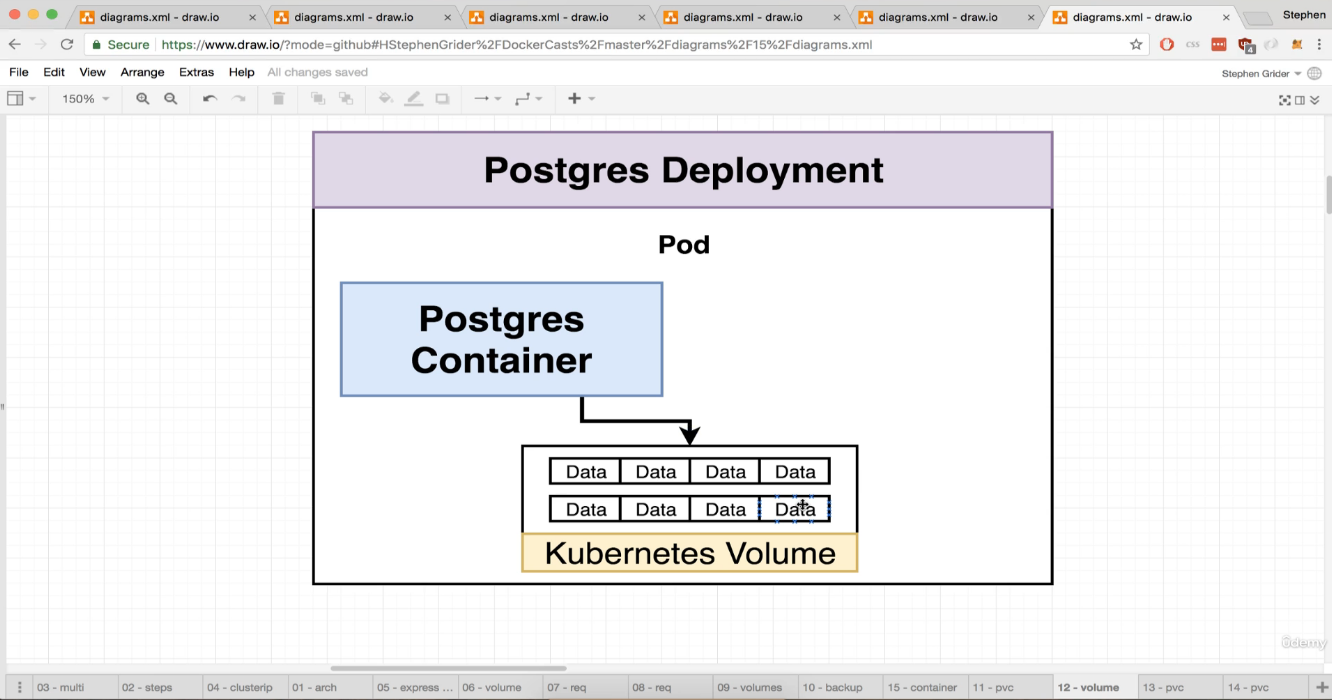 diagrams.xml - draw.io
diagrams.xml - draw.io
diagrams.xml - draw.io
diagrams.xml - draw.io
diagrams.xml - draw.io
diagrams.xml - draw.io
Stephen
Secure
https://www.draw.io/?mode=github#HStephenGrider%2FDockerCasts%2Fmaster%2Fdiagrams%2F15%2Fdiagrams.xml
CSS
4
File Edit View Arrange Extras Help All changes saved
Stephen Grider
150%
Postgres Deployment
Pod
Postgres
Container
Data Data Data Data
Data Data Data Data
Kubernetes Volume
ûdemy
03 - multi 02 - steps 04 - clusterip 01 - arch 05 - express ... 06 - volume 07 - req 08 - req 09 - volumes 10 - backup 15 - container 11 - pvc 12 - volume 13 - pvc 14 - pvc